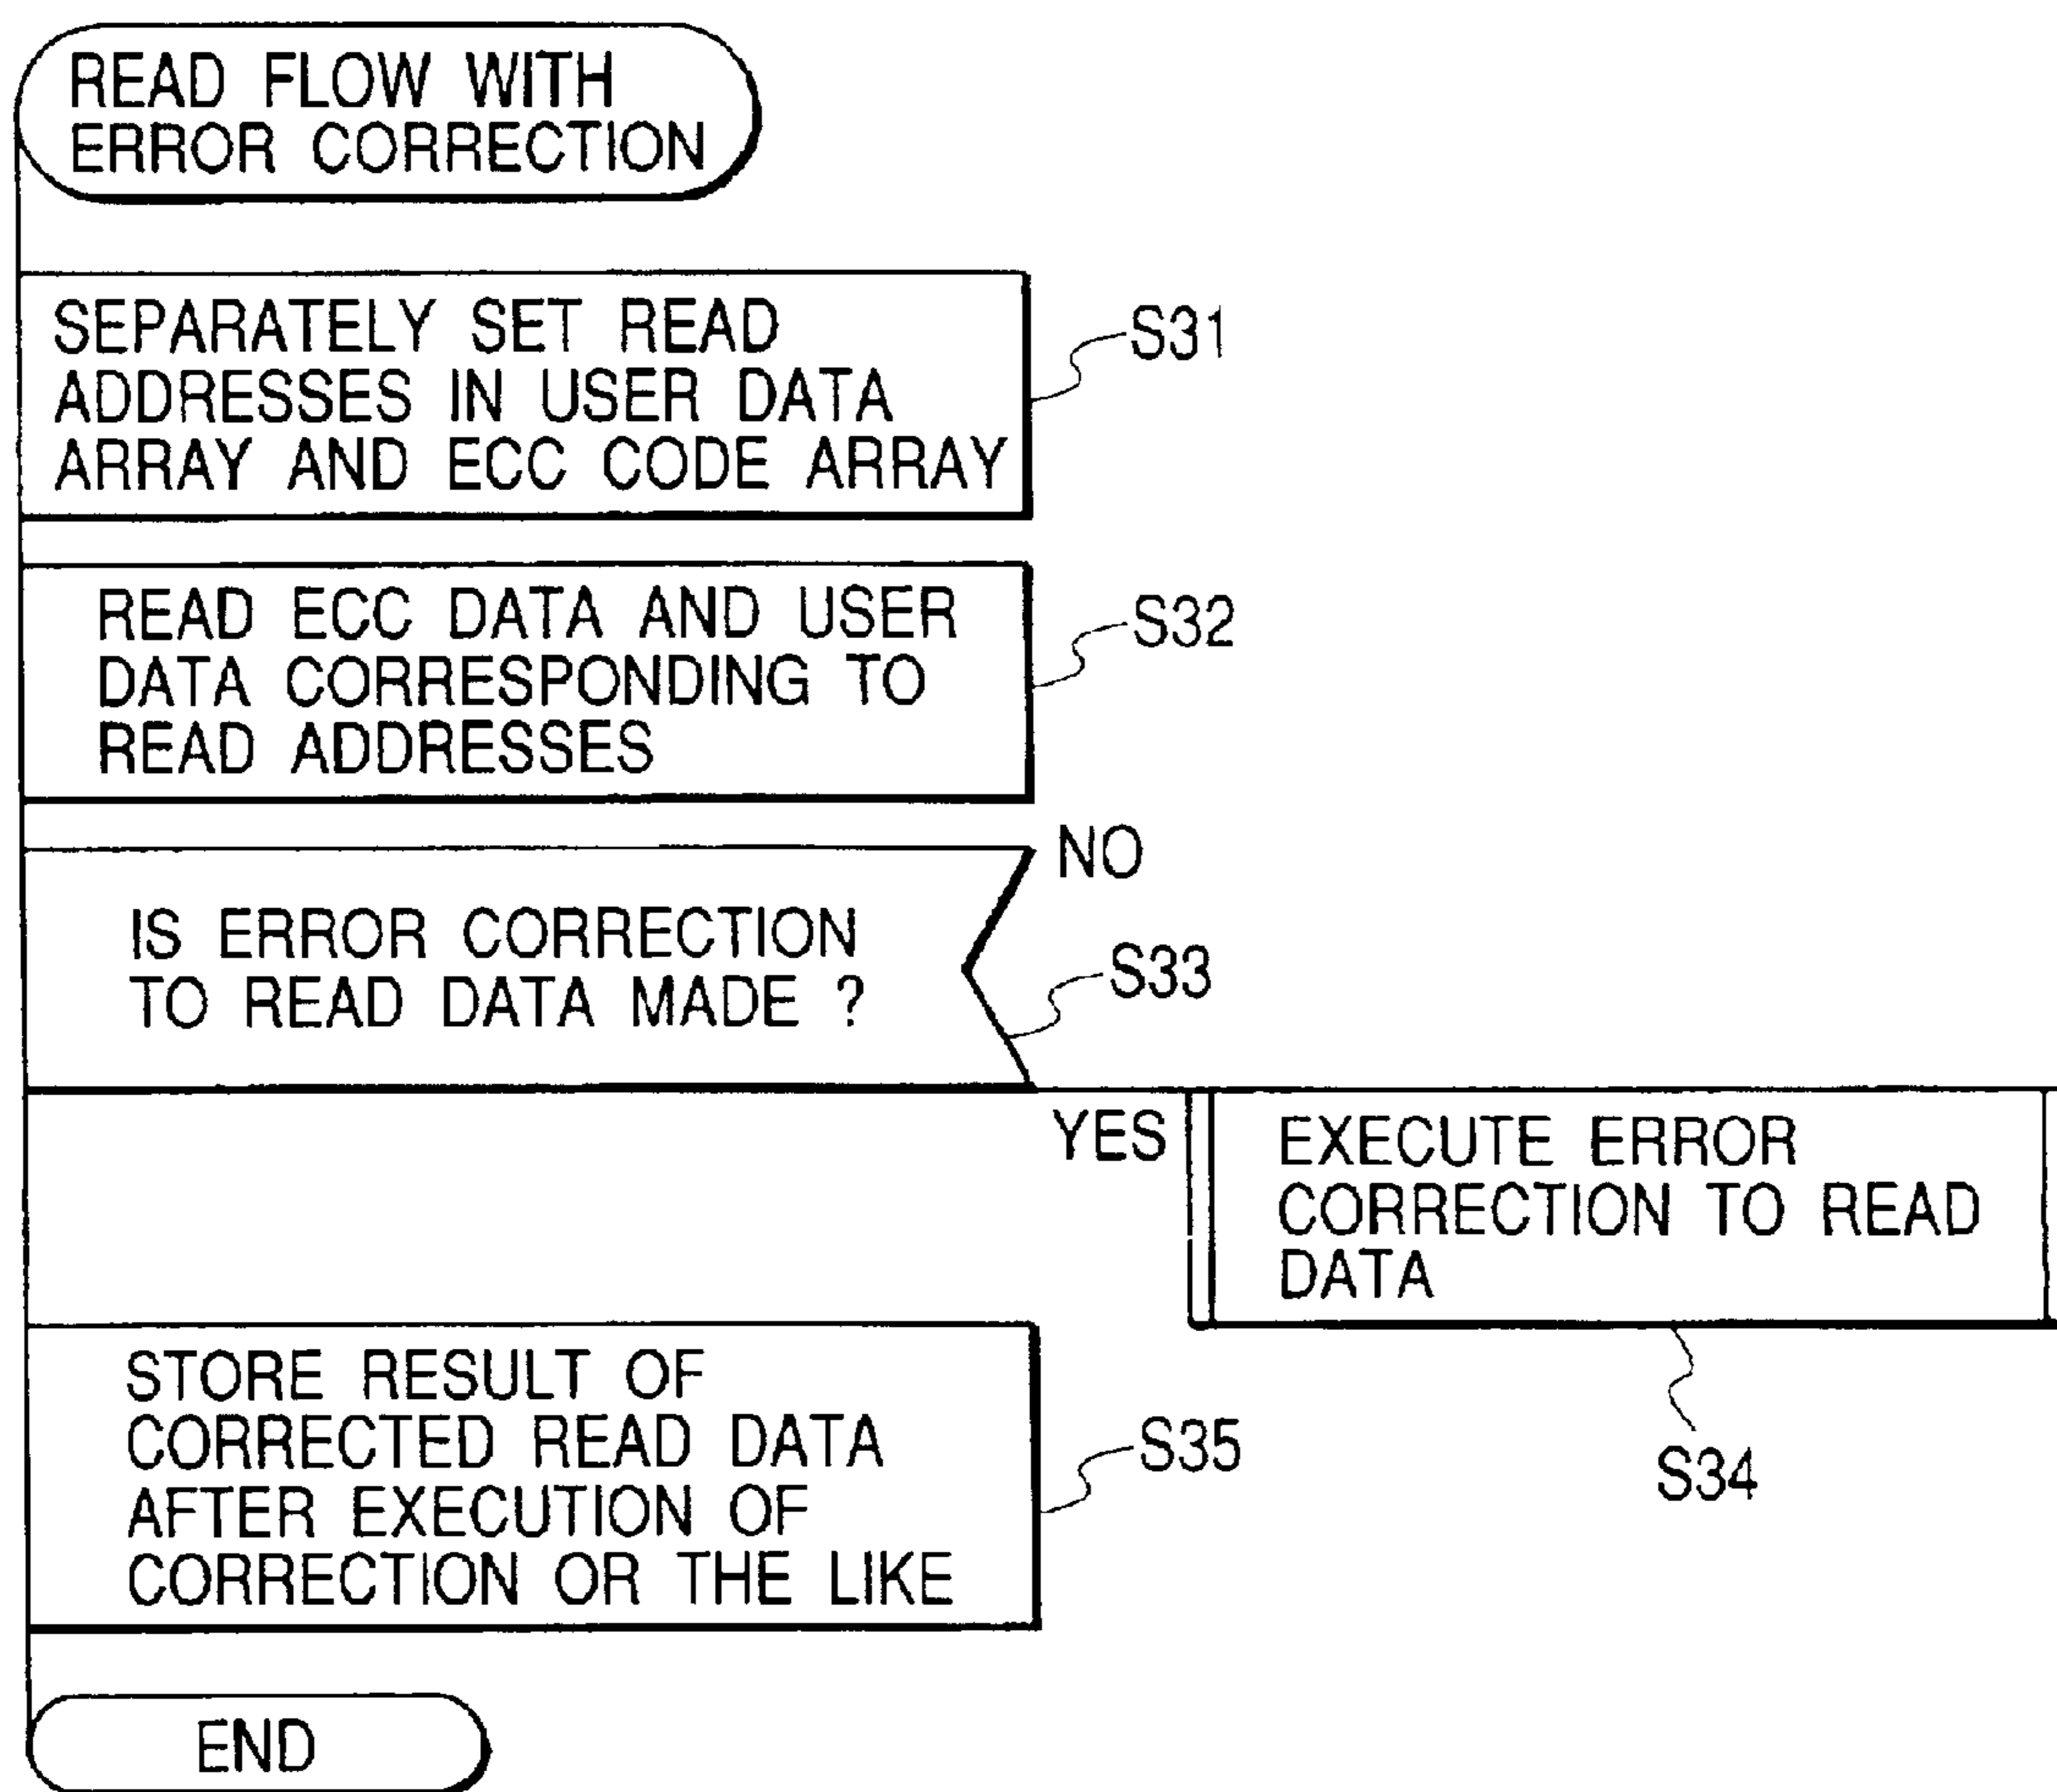 READ FLOW WITH
ERROR CORRECTION
SEPARATELY SET READ
ADDRESSES IN USER DATA
ARRAY AND ECC CODE ARRAY
S31
READ ECC DATA AND USER
DATA CORRESPONDING TO
READ ADDRESSES
S32
NO
IS ERROR CORRECTION
TO READ DATA MADE ?
S33
YES
EXECUTE ERROR
CORRECTION TO READ
DATA
S34
STORE RESULT OF
CORRECTED READ DATA
AFTER EXECUTION OF
CORRECTION OR THE LIKE
S35
END